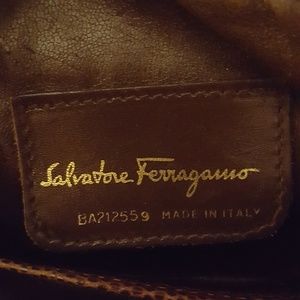 Salvatore Ferragamo
BA212559 MADE IN ITALY